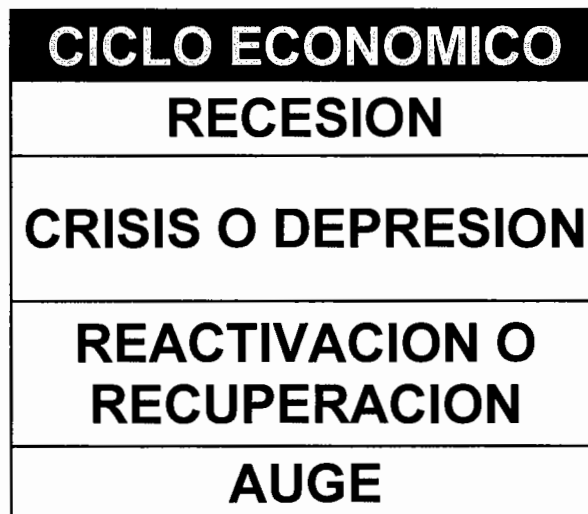 CICLO ECONOMICO
RECESION
CRISIS O DEPRESION
REACTIVACION O
RECUPERACION
AUGE